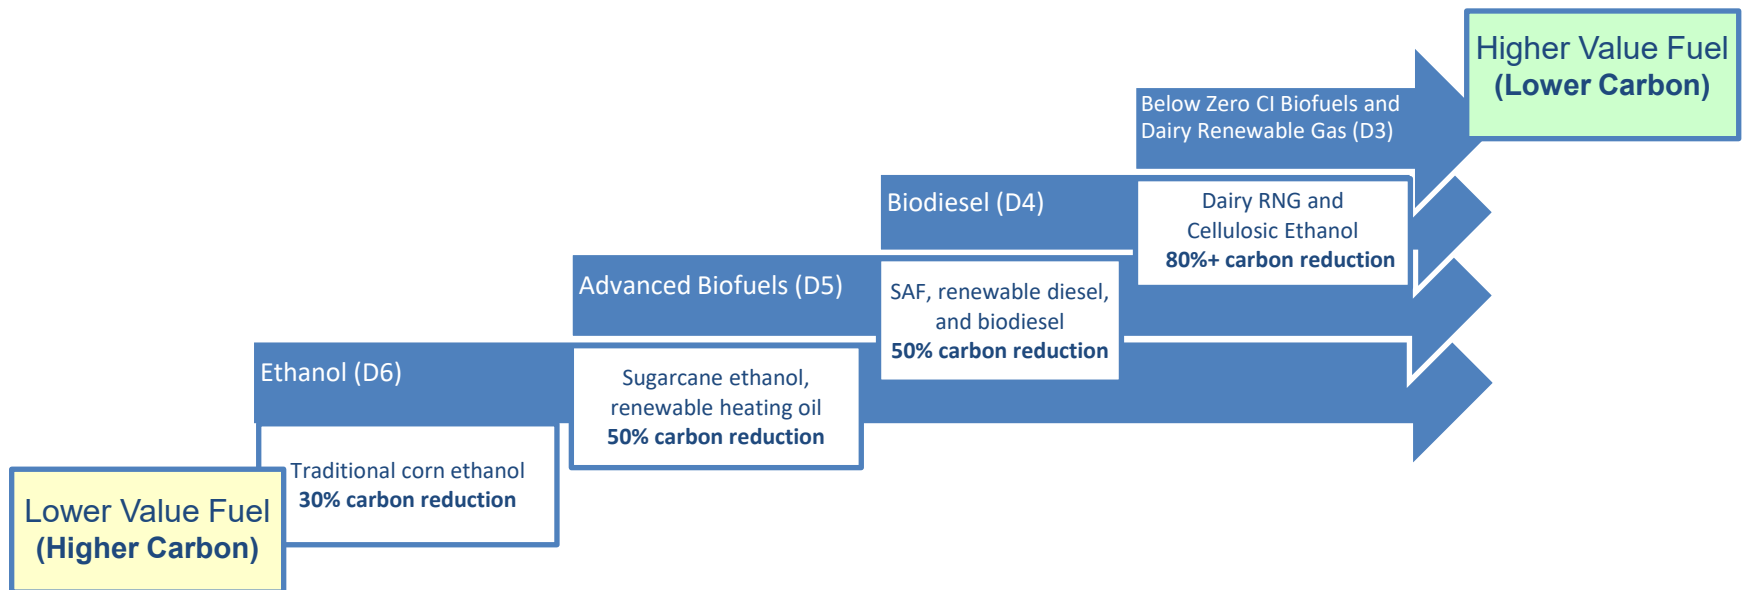 Higher Value Fuel
(Lower Carbon)
Below Zero CI Biofuels and
Dairy Renewable Gas (D3)
Dairy RNG and
Cellulosic Ethanol
80%+ carbon reduction
Biodiesel (D4)
SAF, renewable diesel,
and biodiesel
50% carbon reduction
Advanced Biofuels (D5)
Sugarcane ethanol,
renewable heating oil
50% carbon reduction
Ethanol (D6)
Traditional corn ethanol
30% carbon reduction
Lower Value Fuel
(Higher Carbon)